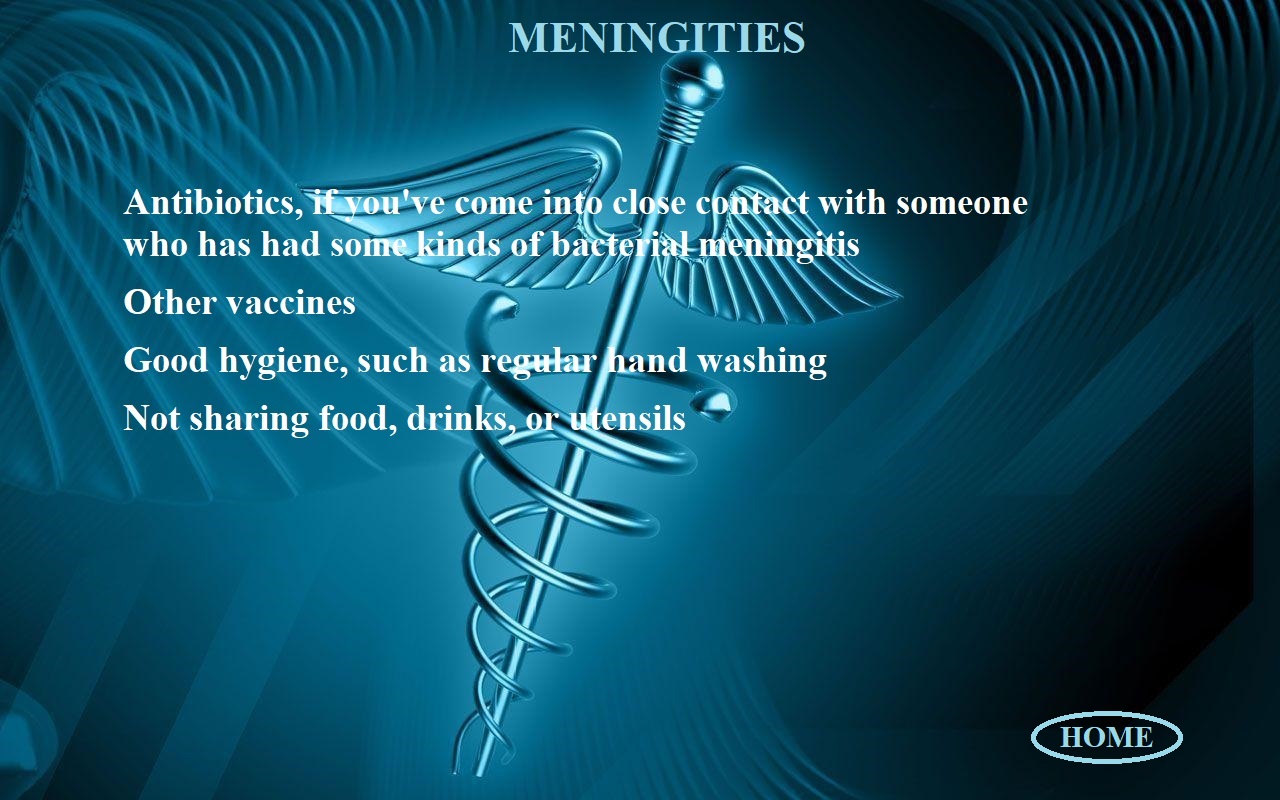 MENINGITIES
Antibiotics, if you've come into close contact with someone
who has had some kinds of bacterial meningitis
Other vaccines
Good hygiene, such as regular hand washing
Not sharing food, drinks, or utensils
HOME